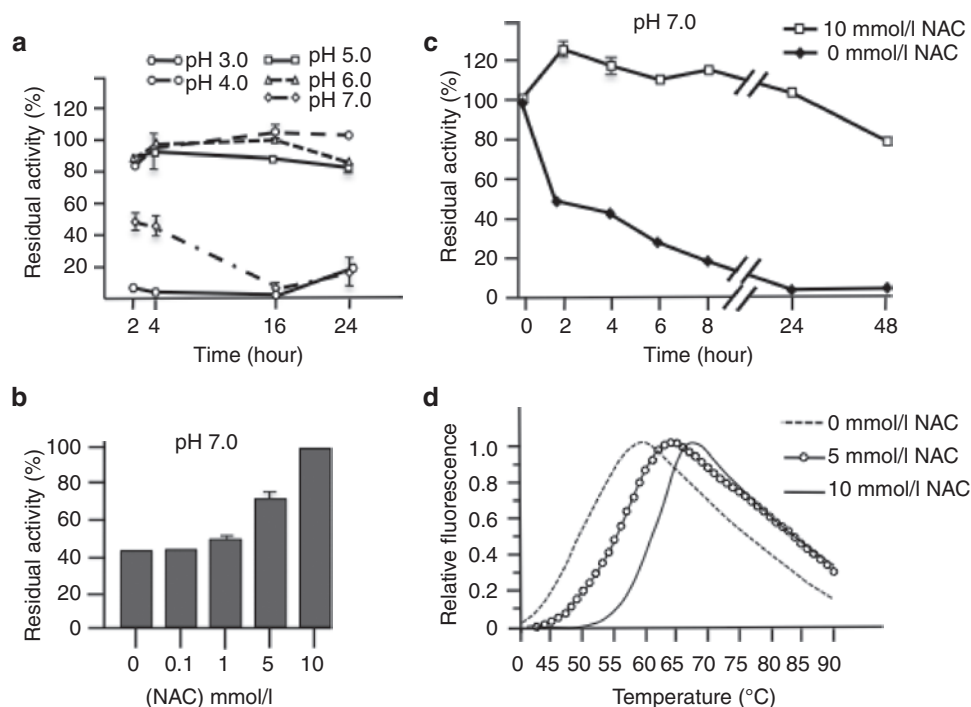 a
pH 3.0
pH 5.0
pH 4.0
pH 6.0
pH 7.0
Residual activity (%)
120
100
80
60
40
20
2 4 16 24
Time (hour)
b
pH 7.0
Residual activity (%)
100
80
60
40
20
0
0 0.1 1 5 10
(NAC) mmol/l
c
pH 7.0
10 mmol/l NAC
0 mmol/l NAC
Residual activity (%)
120
100
80
60
40
20
0
0 2 4 6 8 24 48
Time (hour)
d
0 mmol/l NAC
5 mmol/l NAC
10 mmol/l NAC
Relative fluorescence
1.0
0.8
0.6
0.4
0.2
0
0 45 50 55 60 65 70 75 80 85 90
Temperature (°C)